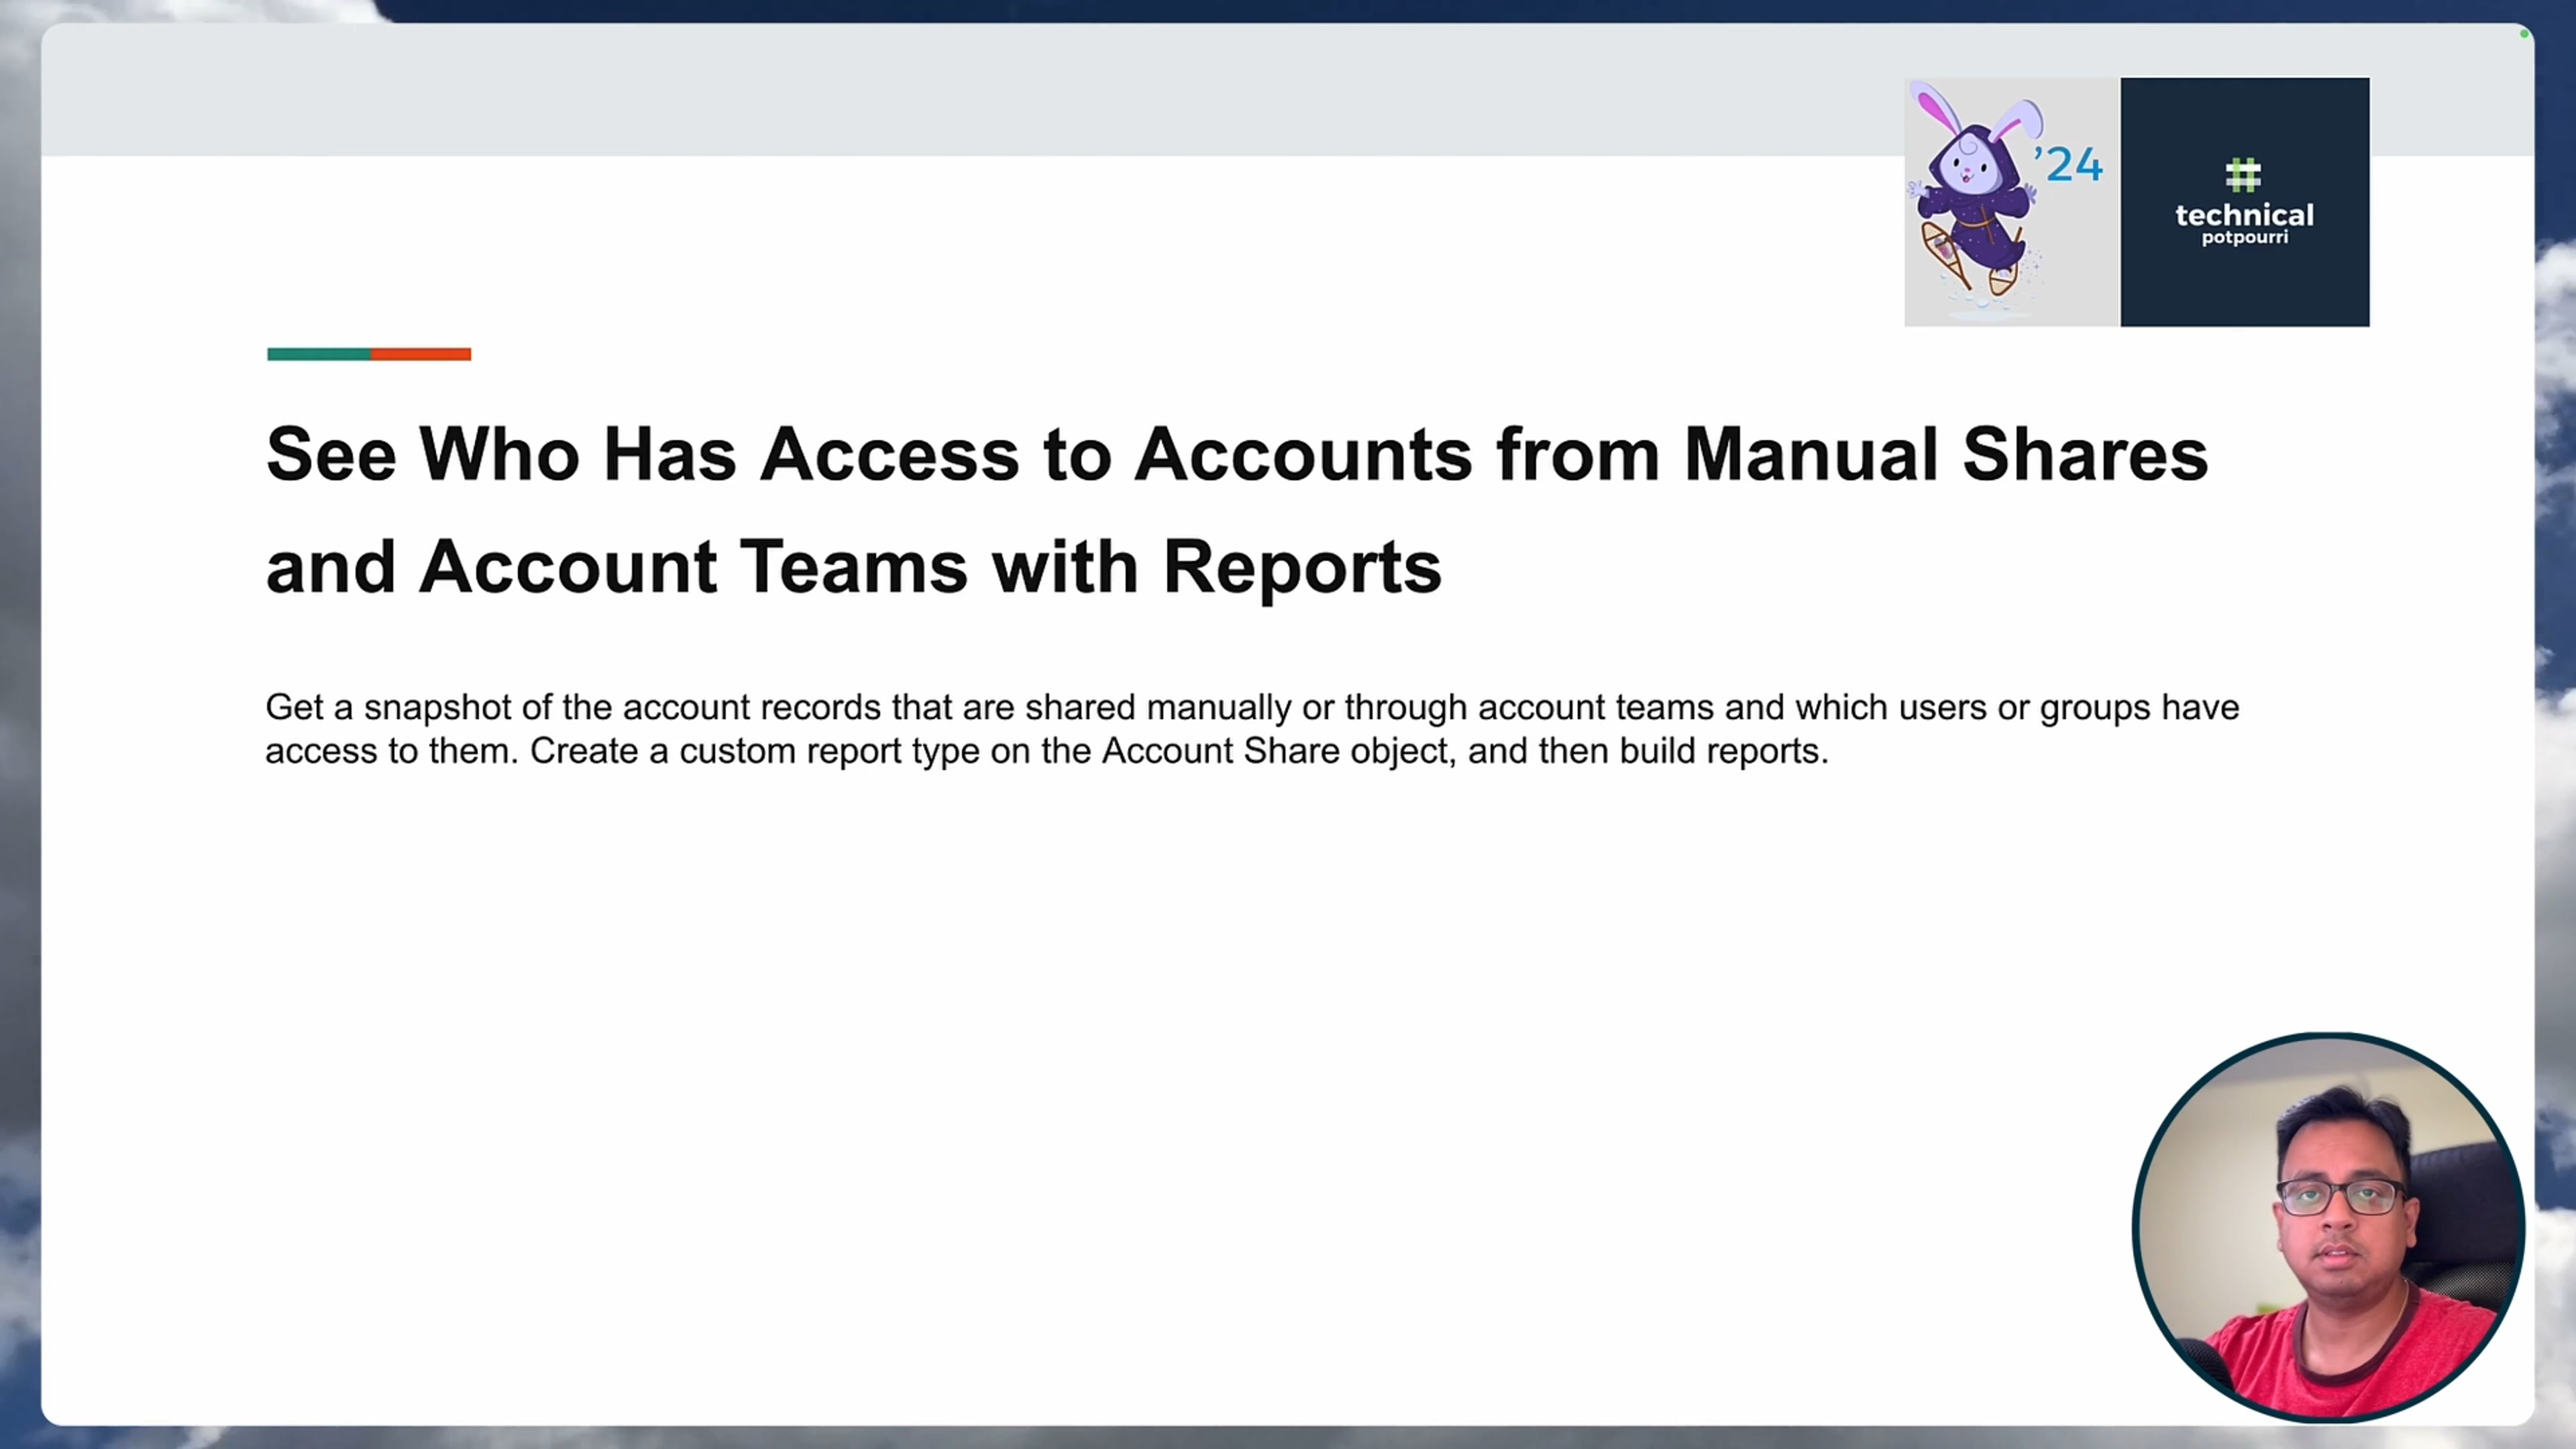 '24
technical
potpourri
See Who Has Access to Accounts from Manual Shares
and Account Teams with Reports
Get a snapshot of the account records that are shared manually or through account teams and which users or groups have
access to them. Create a custom report type on the Account Share object, and then build reports.